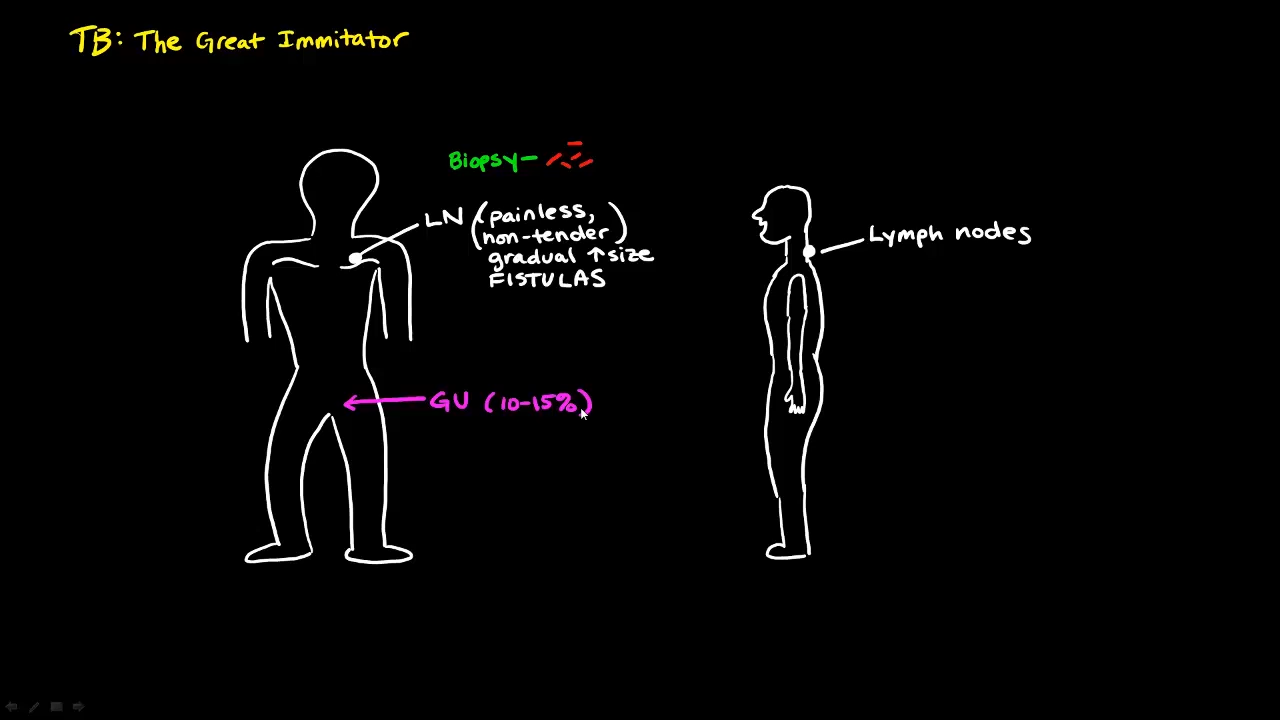 TB: The Great Immitator
Biopsy-
LN (painless,
non-tender)
gradual ↑size
FISTULAS
Lymph nodes
GU (10-15%)